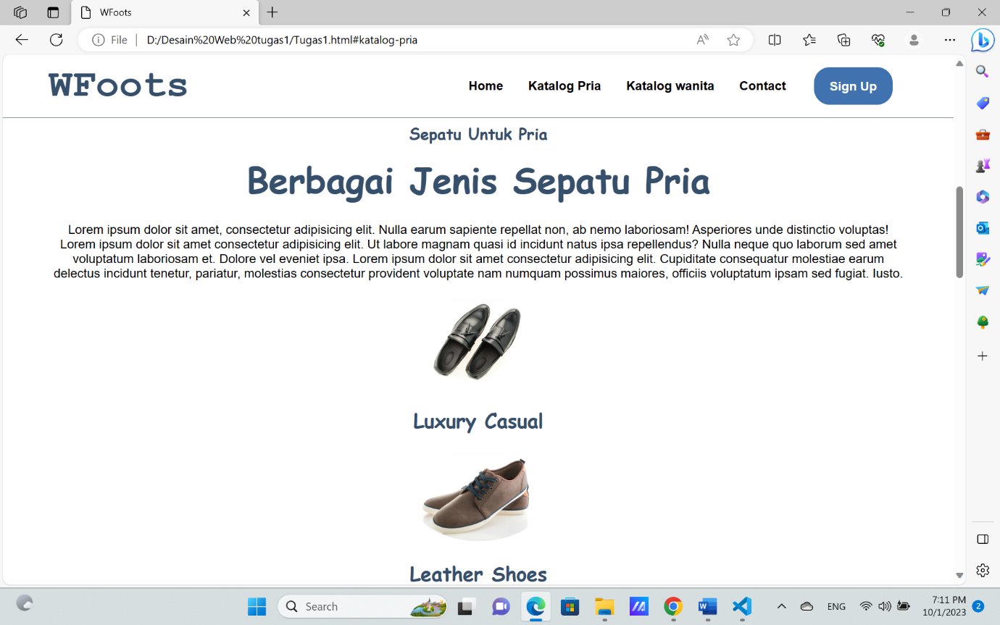 WFoots
File
D:/Desain%20Web%20tugas1/Tugas1.html#katalog-pria
WFoots
Home Katalog Pria Katalog wanita Contact Sign Up
Sepatu Untuk Pria
Berbagai Jenis Sepatu Pria
Lorem ipsum dolor sit amet, consectetur adipisicing elit. Nulla earum sapiente repellat non, ab nemo laboriosam! Asperiores unde distinctio voluptas!
Lorem ipsum dolor sit amet consectetur adipisicing elit. Ut labore magnam quasi id incidunt natus ipsa repellendus? Nulla neque quo laborum sed amet
voluptatum laboriosam et. Dolore vel eveniet ipsa. Lorem ipsum dolor sit amet consectetur adipisicing elit. Cupiditate consequatur molestiae earum
delectus incidunt tenetur, pariatur, molestias consectetur provident voluptate nam numquam possimus maiores, officiis voluptatum ipsam sed fugiat. Iusto.
Luxury Casual
Leather Shoes
Search
ENG
7:11 PM
10/1/2023
2